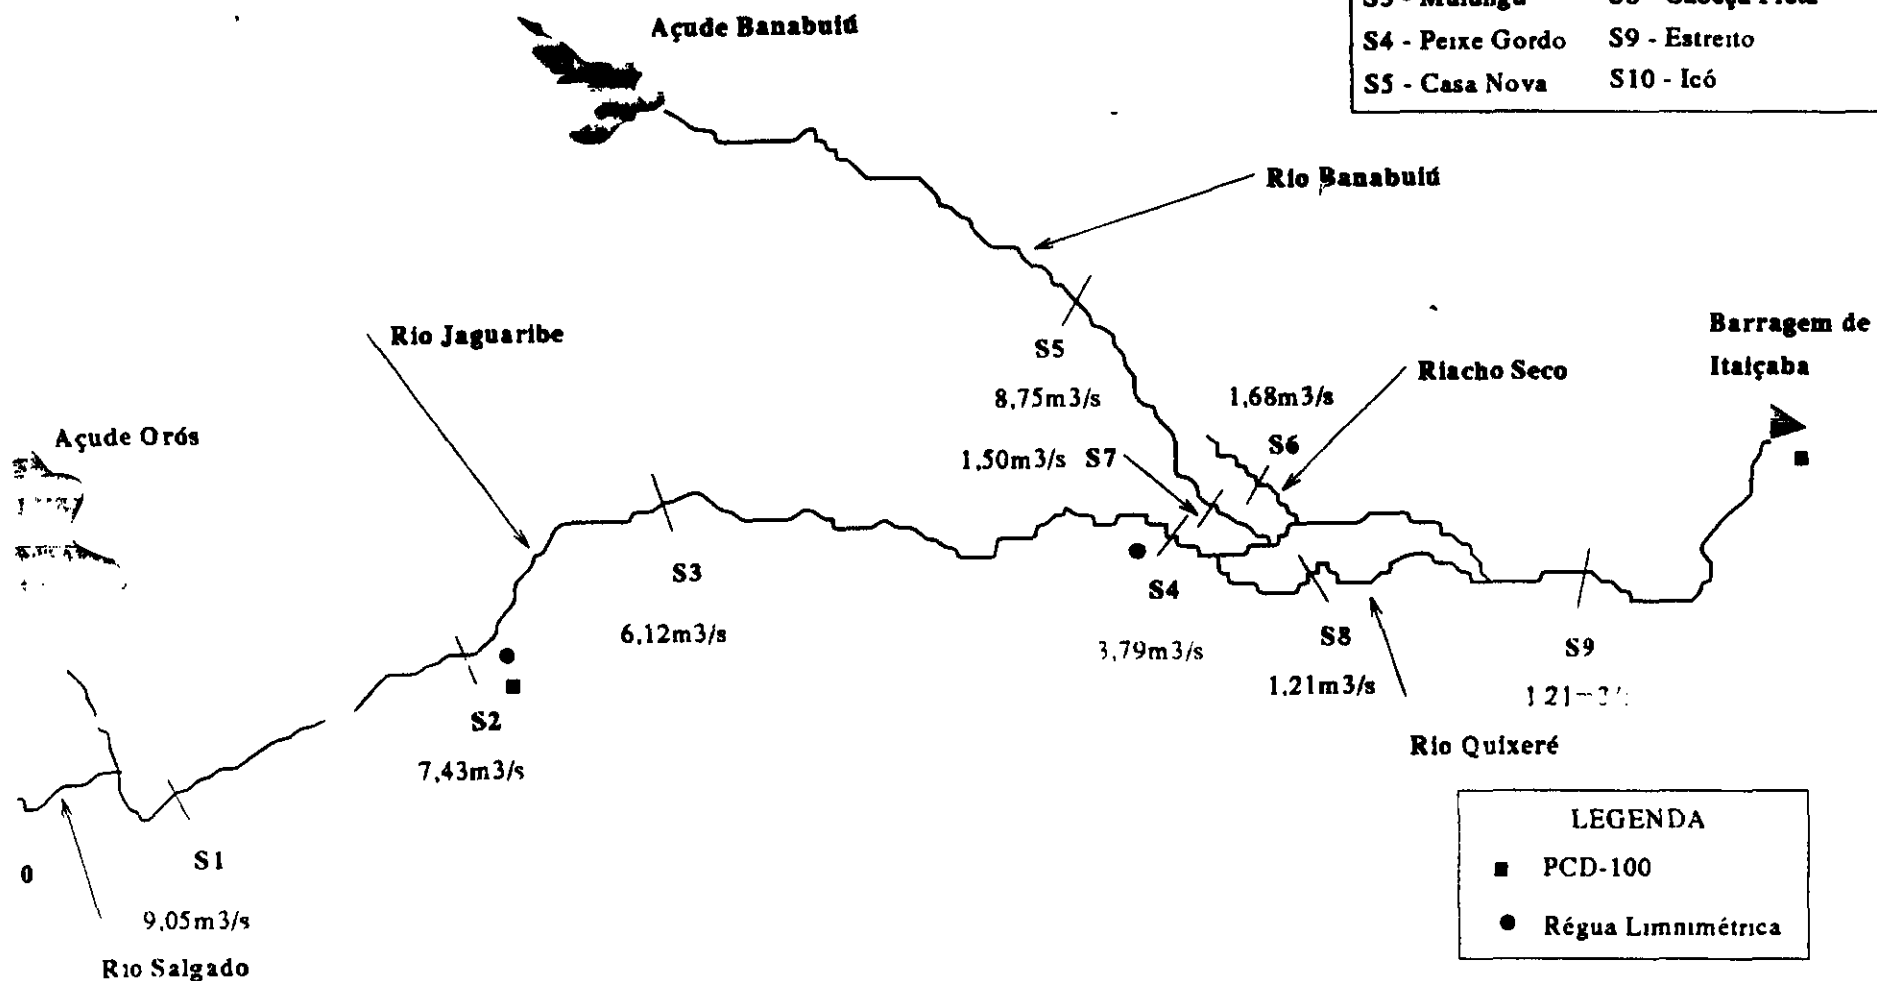 Açude Banabuiú
S4 - Peixe Gordo S9 - Estreito
S5 - Casa Nova S10 - Icó
Rio Banabuiú
Rio Jaguaribe
Barragem de
Itaiçaba
S5
8,75m3/s
1,68m3/s
Riacho Seco
Açude Orós
S6
1,50m3/s S7
S3
6,12m3/s
S4
3,79m3/s
S8
1,21m3/s
S9
1 21
S2
7,43m3/s
Rio Quixeré
S1
0
9,05m3/s
Rio Salgado
LEGENDA
PCD-100
Régua Limnimétrica